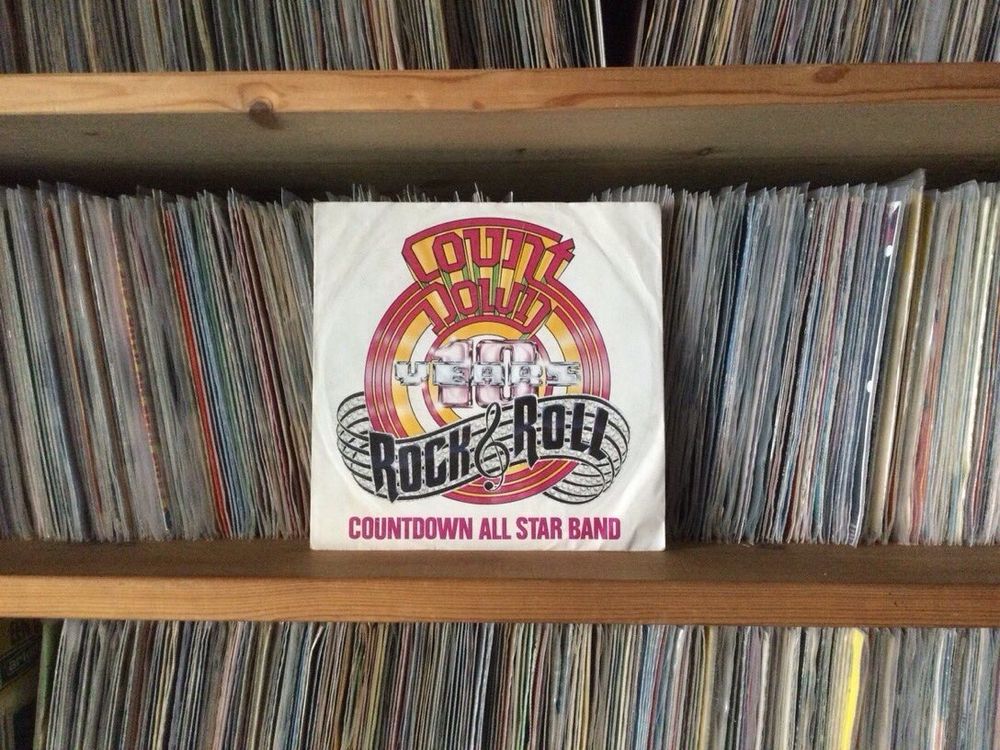 Count
Down
10
YEARS
ROCK & ROLL
COUNTDOWN ALL STAR BAND